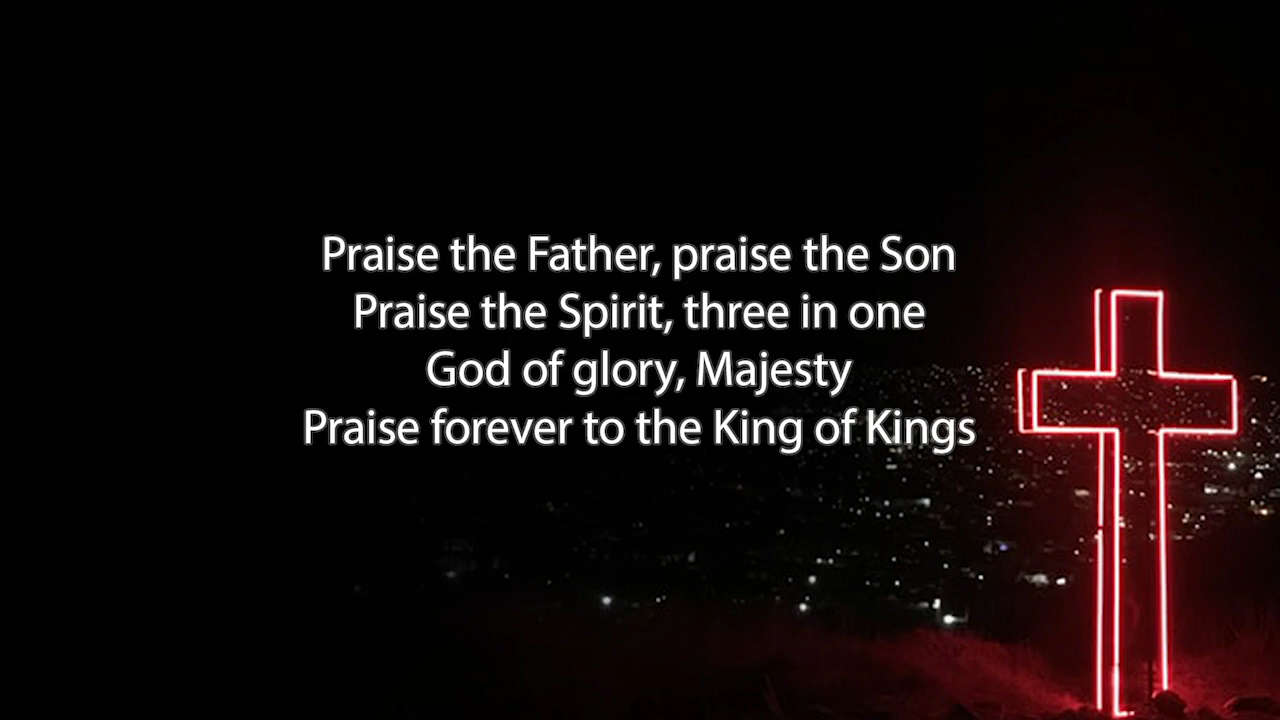 Praise the Father, praise the Son
Praise the Spirit, three in one
God of glory, Majesty
Praise forever to the King of Kings